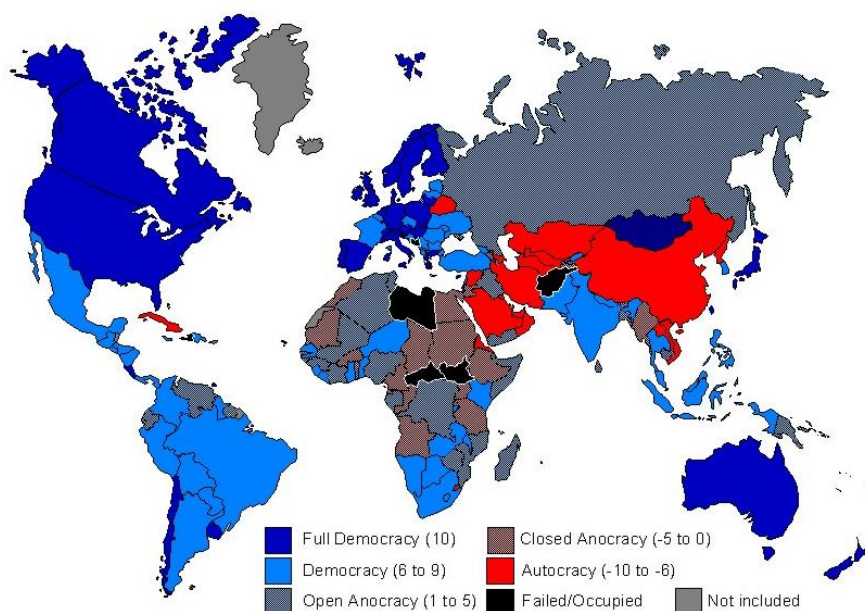 Full Democracy (10)
Closed Anocracy (-5 to 0)
Democracy (6 to 9)
Autocracy (-10 to -6)
Open Anocracy (1 to 5)
Failed/Occupied
Not included